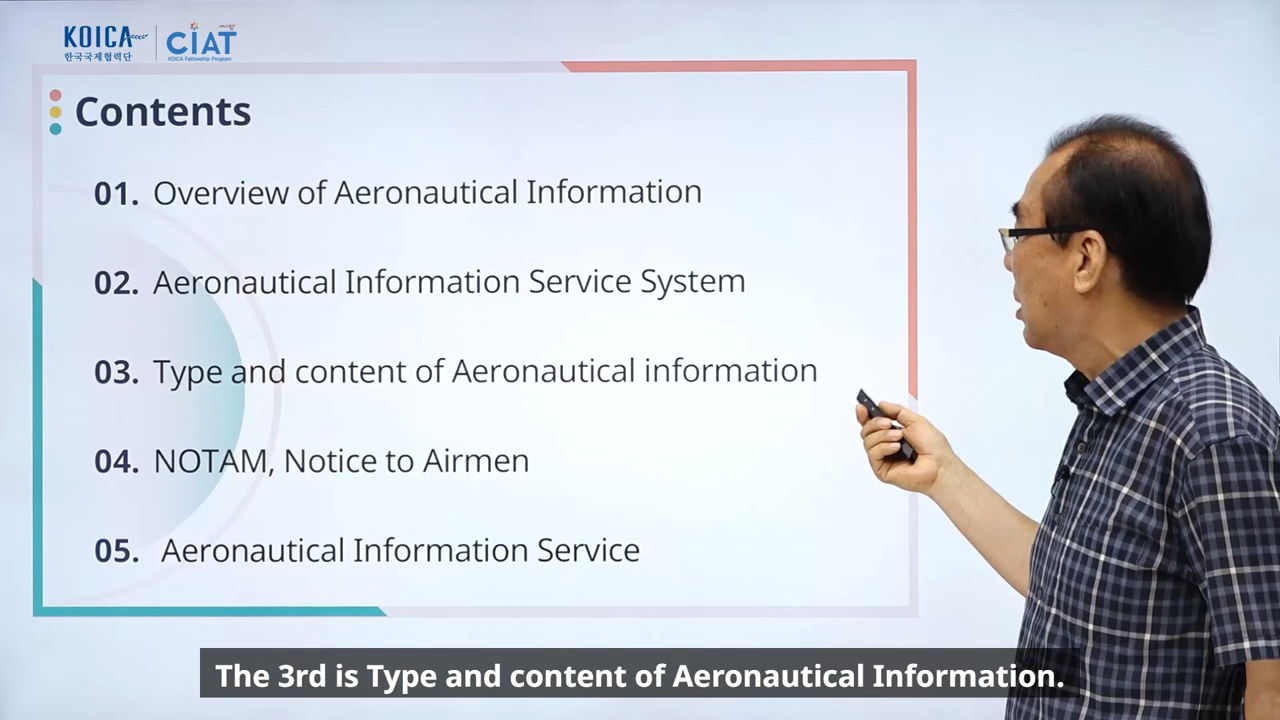 KOICA
한국국제협력단
CIAT
KOICA Fellowship Program
Contents
01. Overview of Aeronautical Information
02. Aeronautical Information Service System
03. Type and content of Aeronautical information
04. NOTAM, Notice to Airmen
05. Aeronautical Information Service
The 3rd is Type and content of Aeronautical Information.